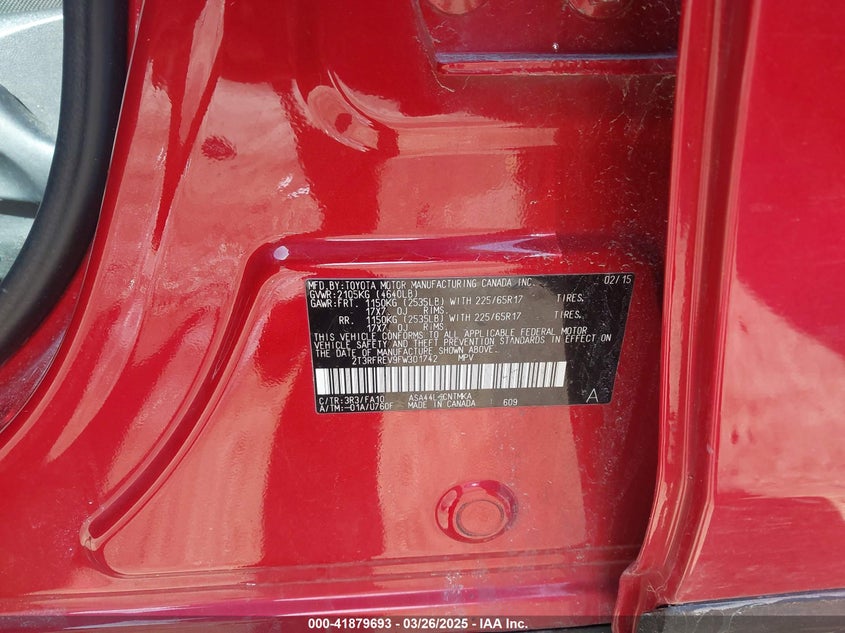 MFD.BY:TOYOTA MOTOR MANUFACTURING CANADA INC. 02/15
GVWR:2105KG (4640LB)
GAWR:FRT. 1150KG (2535LB) WITH 225/65R17 TIRES.
17X7.0J RIMS.
RR. 1150KG (2535LB) WITH 225/65R17 TIRES.
17X7.0J RIMS.
THIS VEHICLE CONFORMS TO ALL APPLICABLE FEDERAL MOTOR
VEHICLE SAFETY AND THEFT PREVENTION STANDARDS IN EFFECT
ON THE DATE OF MANUFACTURE SHOWN ABOVE.
2T3RFREV9FW301742 MPV
C/TR:3R3/FA10 ASA44L-
A/TM:-01A/U760F MADE IN CANADA 609
A
000-41879693 — 03/26/2025 — IAA Inc.